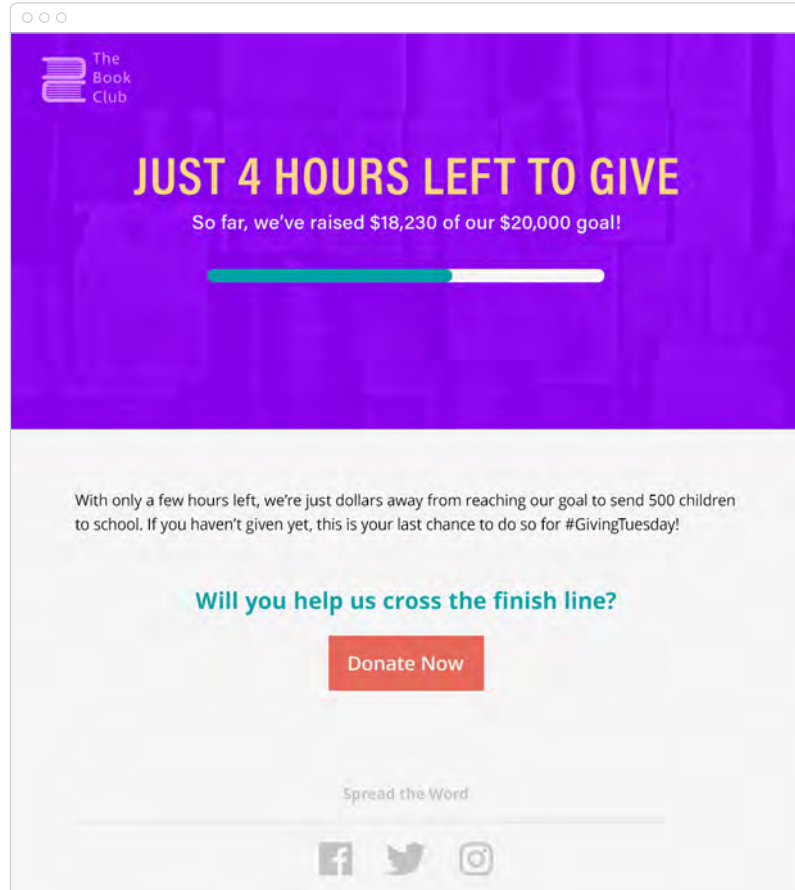 The
Book
Club
JUST 4 HOURS LEFT TO GIVE
So far, we’ve raised $18,230 of our $20,000 goal!
With only a few hours left, we’re just dollars away from reaching our goal to send 500 children
to school. If you haven’t given yet, this is your last chance to do so for #GivingTuesday!
Will you help us cross the finish line?
Donate Now
Spread the Word